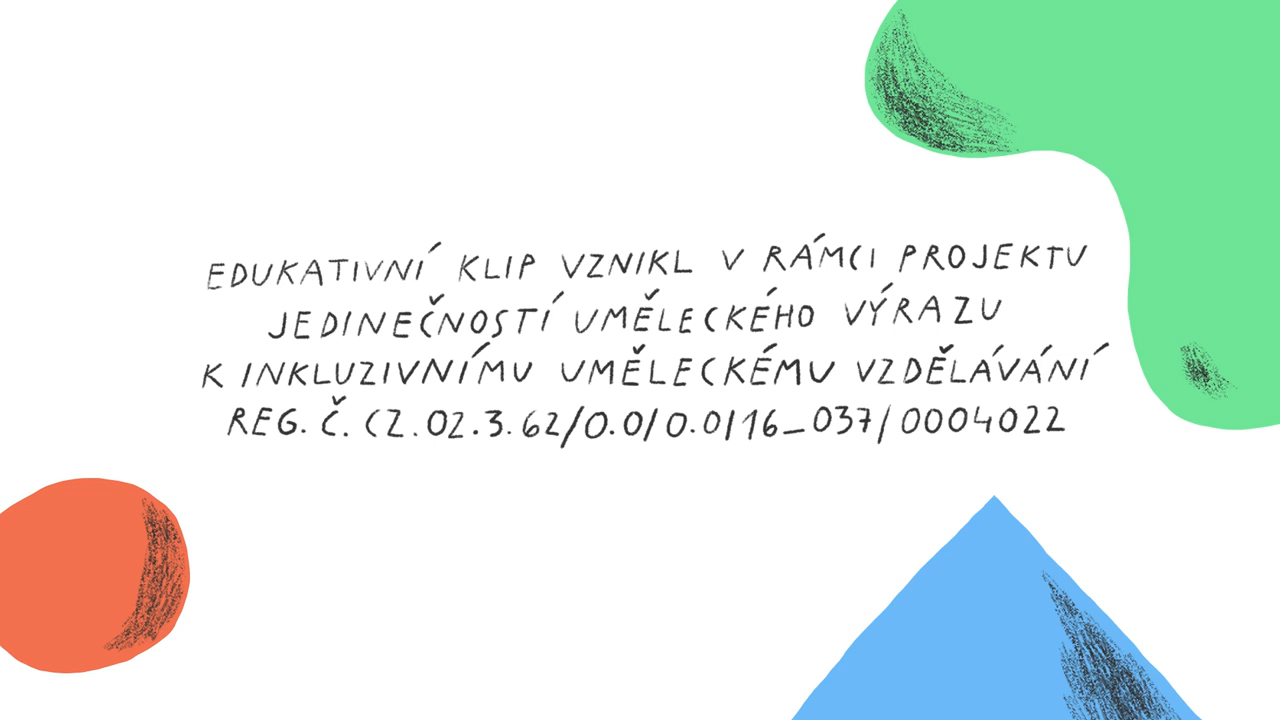 EDUKATIVNÍ KLIP VZNIKL V RÁMCI PROJEKTU
JEDINEČNOSTÍ UMĚLECKÉHO VÝRAZU
K INKLUZIVNÍMU UMĚLECKÉMU VZDĚLÁVÁNÍ
REG. Č. CZ.02.3.62/0.0/0.0/16_037/0004022